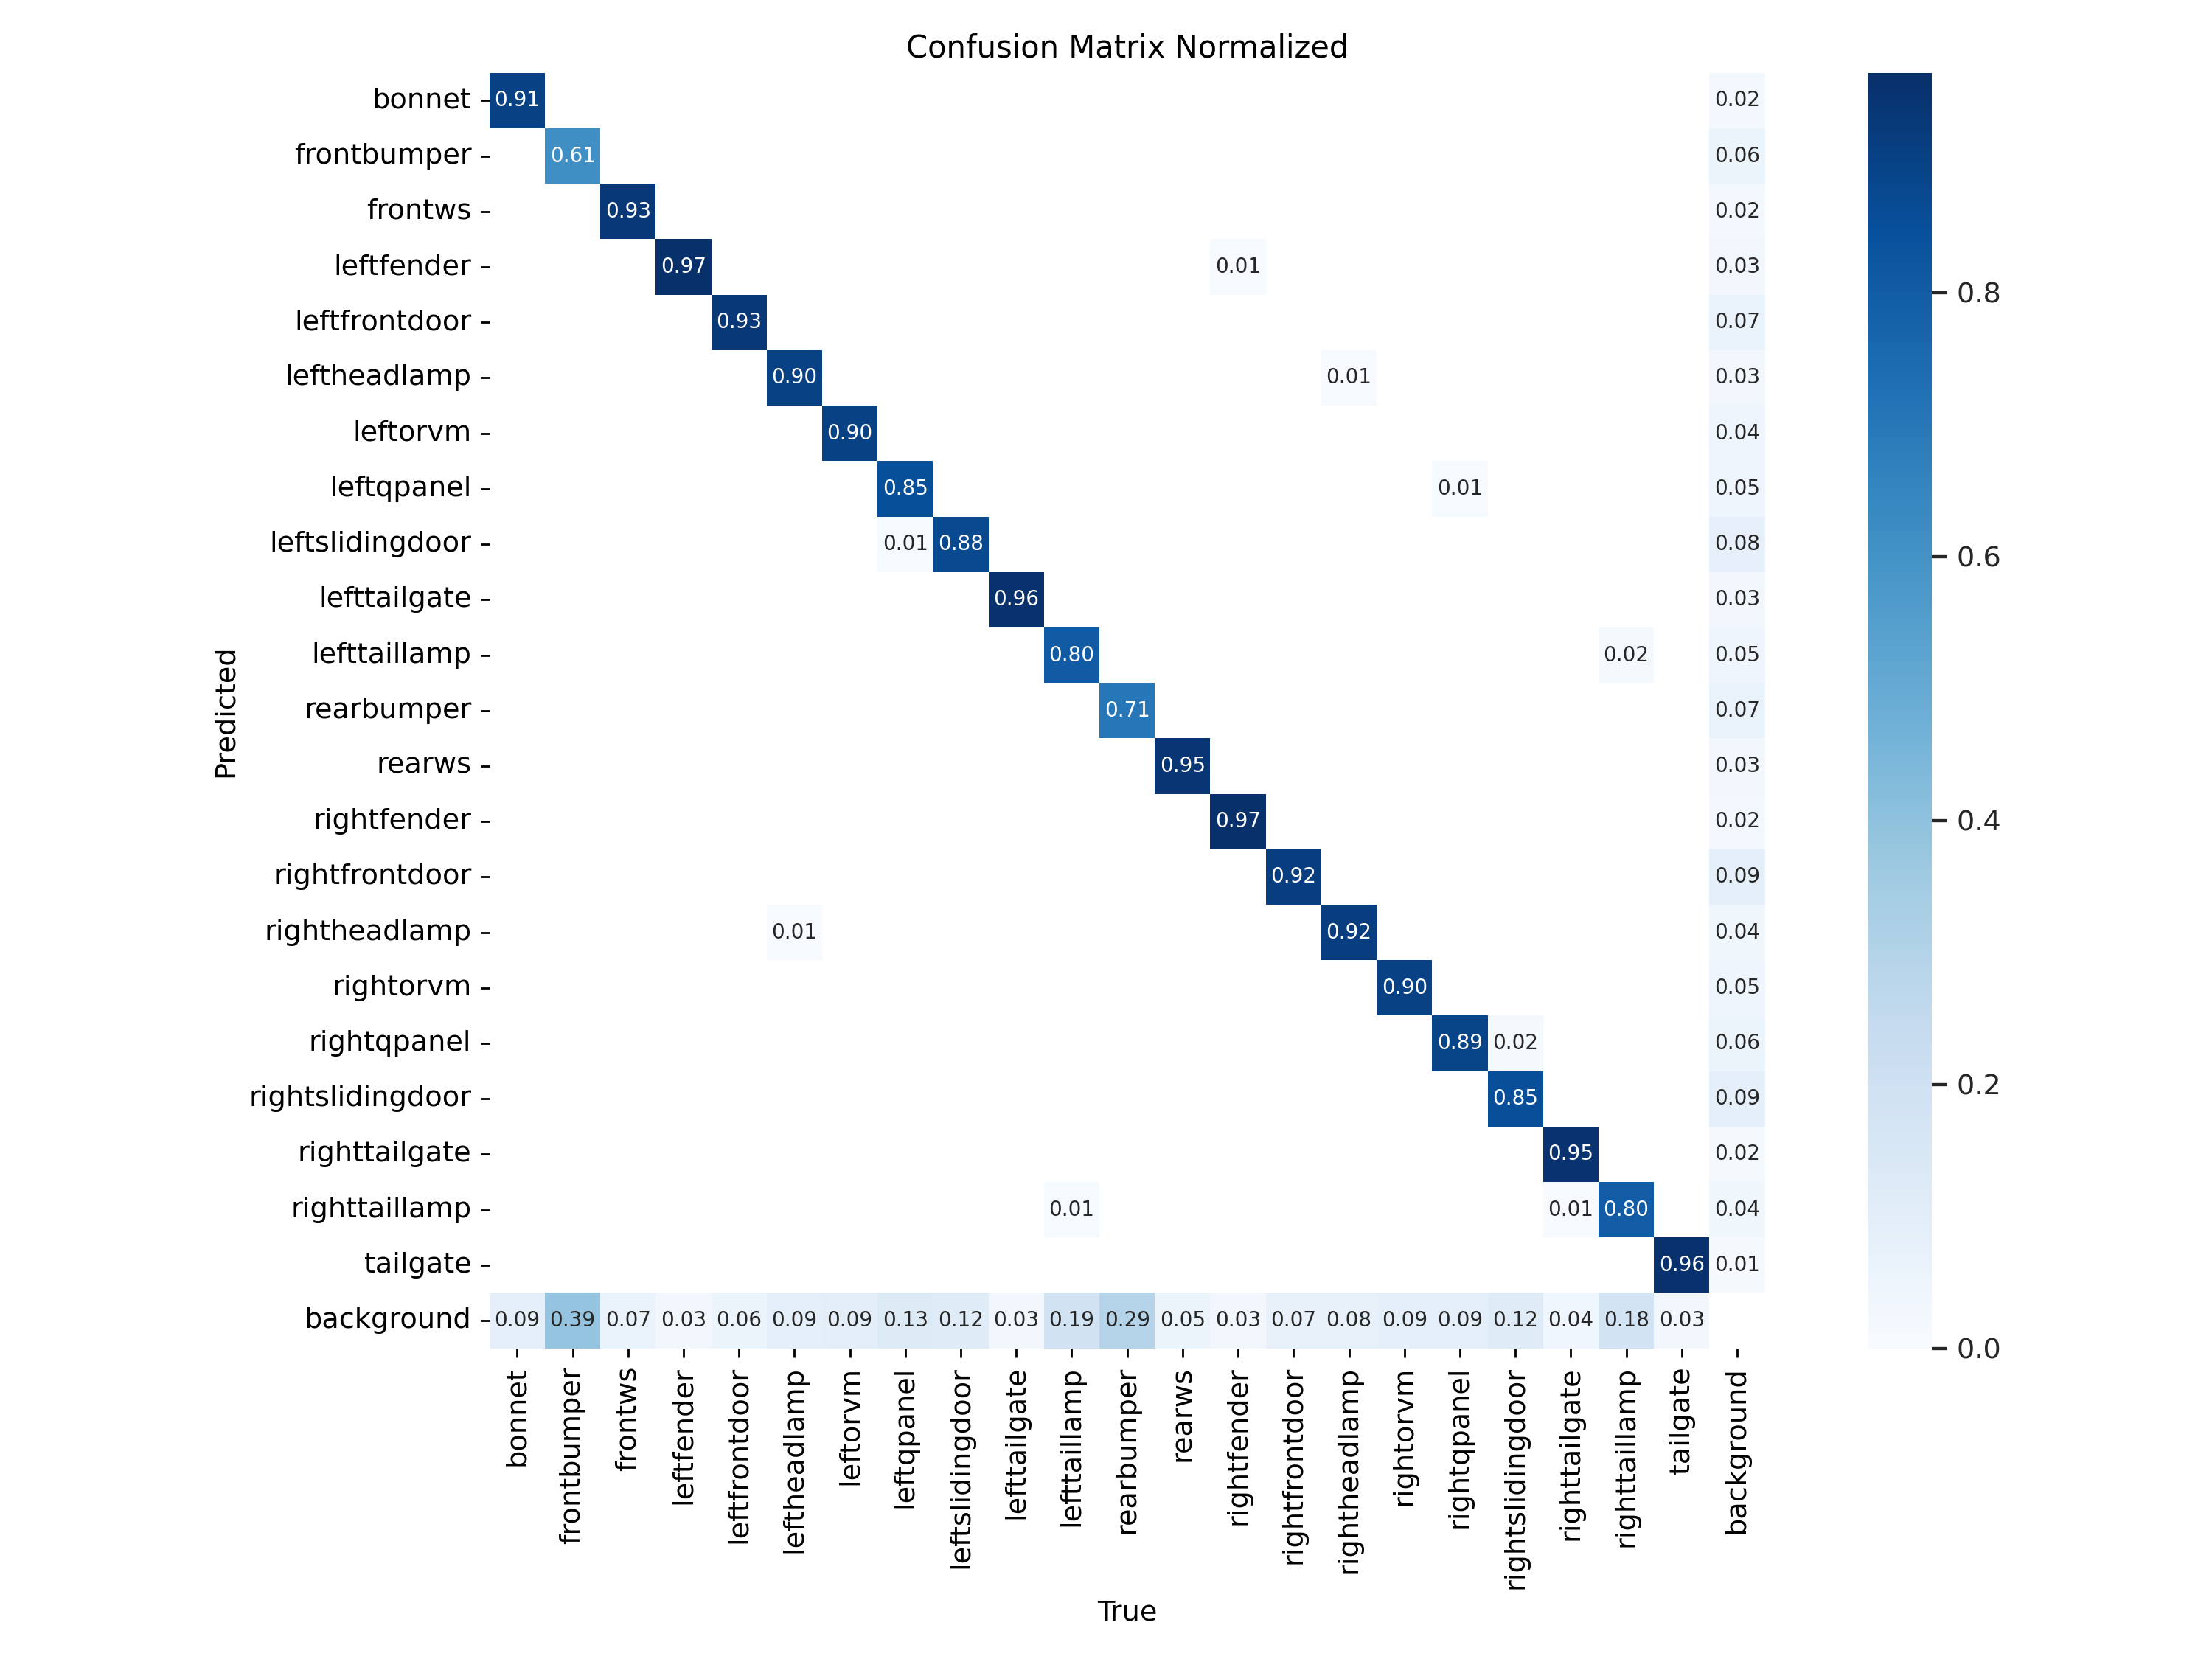 Confusion Matrix Normalized
bonnet 0.91 0.02
frontbumper 0.61 0.06
frontws 0.93 0.02
leftfender 0.97 0.01 0.03
leftfrontdoor 0.93 0.07
leftheadlamp 0.90 0.01 0.03
leftorvm 0.90 0.04
leftqpanel 0.85 0.01 0.05
leftslidingdoor 0.01 0.88 0.08
lefttailgate 0.96 0.03
lefttaillamp 0.80 0.02 0.05
rearbumper 0.71 0.07
rearws 0.95 0.03
rightfender 0.97 0.02
rightfrontdoor 0.92 0.09
rightheadlamp 0.01 0.92 0.04
rightorvm 0.90 0.05
rightqpanel 0.89 0.02 0.06
rightslidingdoor 0.85 0.09
righttailgate 0.95 0.02
righttaillamp 0.01 0.01 0.80 0.04
tailgate 0.96 0.01
background 0.09 0.39 0.07 0.03 0.06 0.09 0.09 0.13 0.12 0.03 0.19 0.29 0.05 0.03 0.07 0.08 0.09 0.09 0.12 0.04 0.18 0.03
Predicted
bonnet
frontbumper
frontws
leftfender
leftfrontdoor
leftheadlamp
leftorvm
leftqpanel
leftslidingdoor
lefttailgate
lefttaillamp
rearbumper
rearws
rightfender
rightfrontdoor
rightheadlamp
rightorvm
rightqpanel
rightslidingdoor
righttailgate
righttaillamp
tailgate
background
True
0.8
0.6
0.4
0.2
0.0